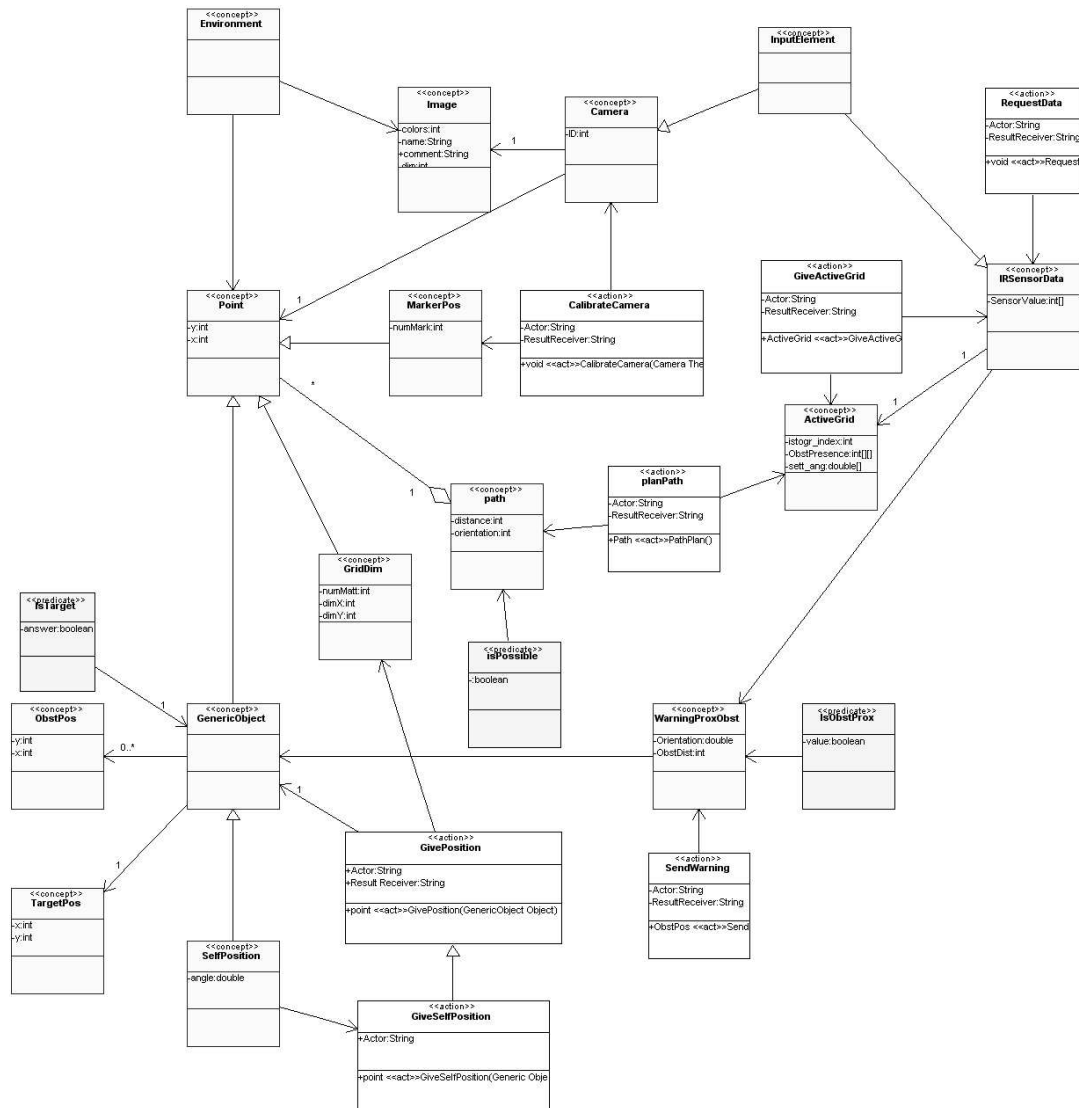 <<concept>>
Environment
<<concept>>
Image
-colors:int
-name:String
+comment:String
-dim:int
1
<<concept>>
Camera
-ID:int
<<concept>>
InputElement
<<action>>
RequestData
-Actor:String
-ResultReceiver:String
+void <<act>>Request
<<concept>>
Point
-y:int
-x:int
1
<<concept>>
MarkerPos
-numMark:int
<<action>>
CalibrateCamera
-Actor:String
-ResultReceiver:String
+void <<act>>CalibrateCamera(Camera The
<<action>>
GiveActiveGrid
-Actor:String
-ResultReceiver:String
+ActiveGrid <<act>>GiveActiveG
<<concept>>
IRSensorData
-SensorValue:int[]
1
*
1
<<concept>>
ActiveGrid
-istogr_index:int
-ObstPresence:int[][]
-sett_ang:double[]
<<concept>>
path
-distance:int
-orientation:int
<<action>>
planPath
-Actor:String
-ResultReceiver:String
+Path <<act>>PathPlan()
<<concept>>
GridDim
-numMatt:int
-dimX:int
-dimY:int
<<predicate>>
IsTarget
-answer:boolean
1
<<predicate>>
isPossible
-:boolean
<<concept>>
ObstPos
-y:int
-x:int
0..*
<<concept>>
GenericObject
<<concept>>
WarningProxObst
-Orientation:double
-ObstDist:int
<<predicate>>
IsObstProx
-value:boolean
1
1
<<action>>
GivePosition
+Actor:String
+Result Receiver:String
+point <<act>>GivePosition(GenericObject Object)
<<action>>
SendWarning
-Actor:String
-ResultReceiver:String
+ObstPos <<act>>Send
<<concept>>
TargetPos
-x:int
-y:int
<<concept>>
SelfPosition
-angle:double
<<action>>
GiveSelfPosition
+Actor:String
+point <<act>>GiveSelfPosition(Generic Obje